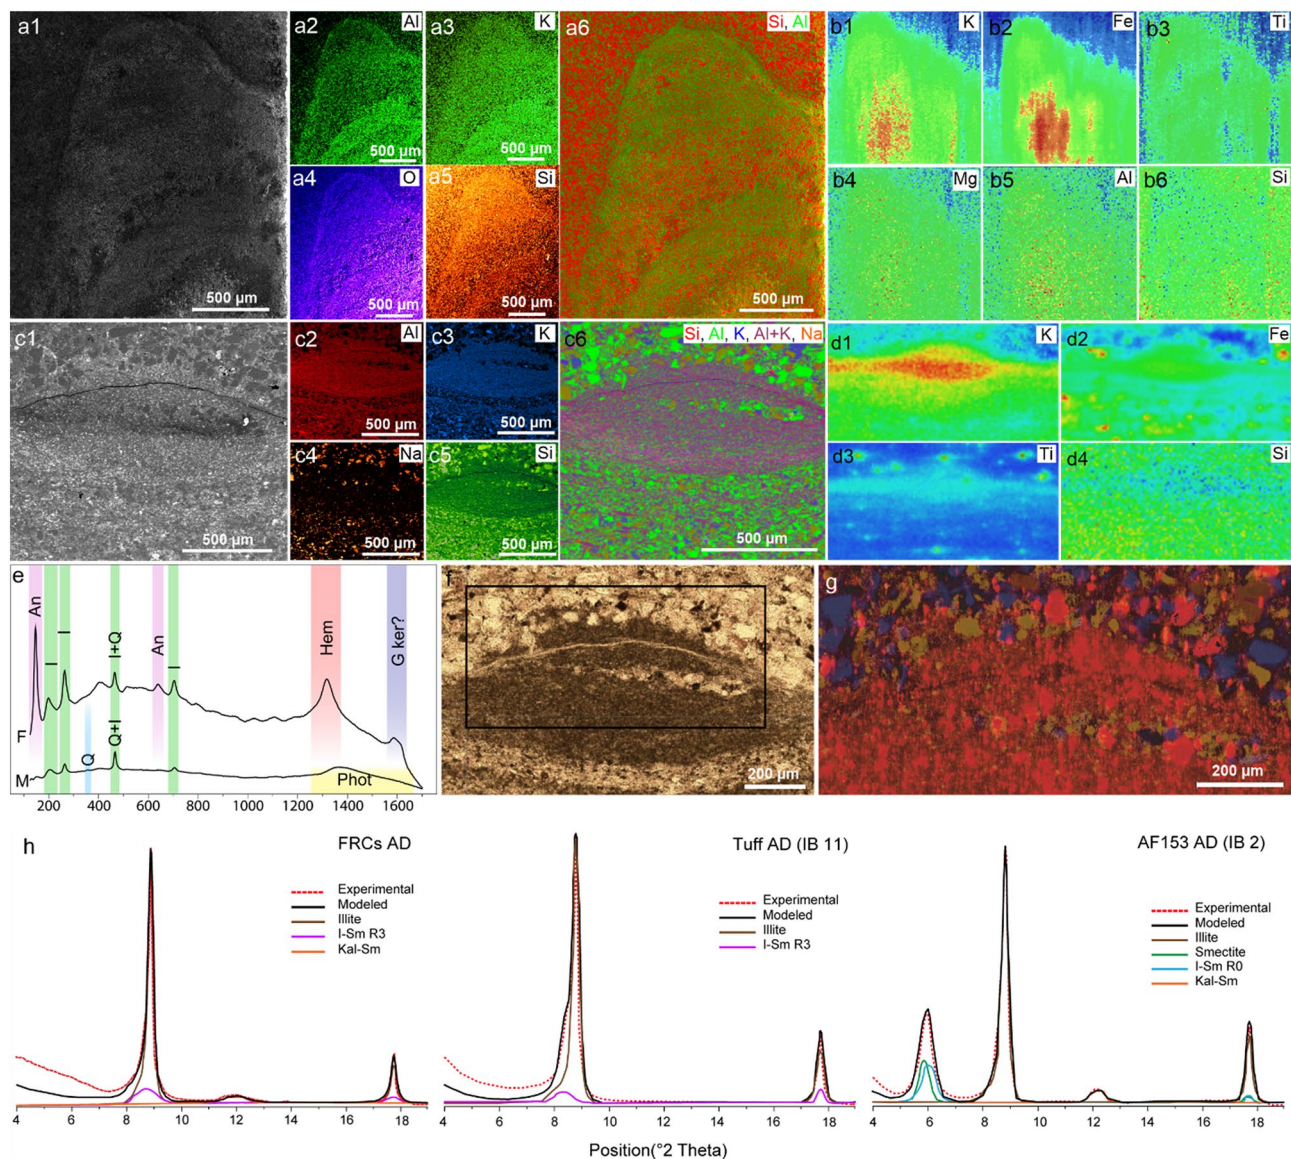 a1
a2
Al
a3
K
a6
Si, Al
b1
K
b2
Fe
b3
Ti
500 µm
500 µm
a4
O
a5
Si
b4
Mg
b5
Al
b6
Si
500 µm
500 µm
500 µm
500 µm
c1
c2
Al
c3
K
c6
Si, Al, K, Al+K, Na
d1
K
d2
Fe
500 µm
500 µm
c4
Na
c5
Si
d3
Ti
d4
Si
500 µm
500 µm
500 µm
500 µm
e
An
I
I
I+Q
An
I
Hem
G ker?
F
Q
Q+I
M
Phot
200 400 600 800 1000 1200 1400 1600
f
200 µm
g
200 µm
h
FRCs AD
Experimental
Modeled
Illite
I-Sm R3
Kal-Sm
4 6 8 10 12 14 16 18
Tuff AD (IB 11)
Experimental
Modeled
Illite
I-Sm R3
4 6 8 10 12 14 16 18
AF153 AD (IB 2)
Experimental
Modeled
Illite
Smectite
I-Sm R0
Kal-Sm
4 6 8 10 12 14 16 18
Position(°2 Theta)